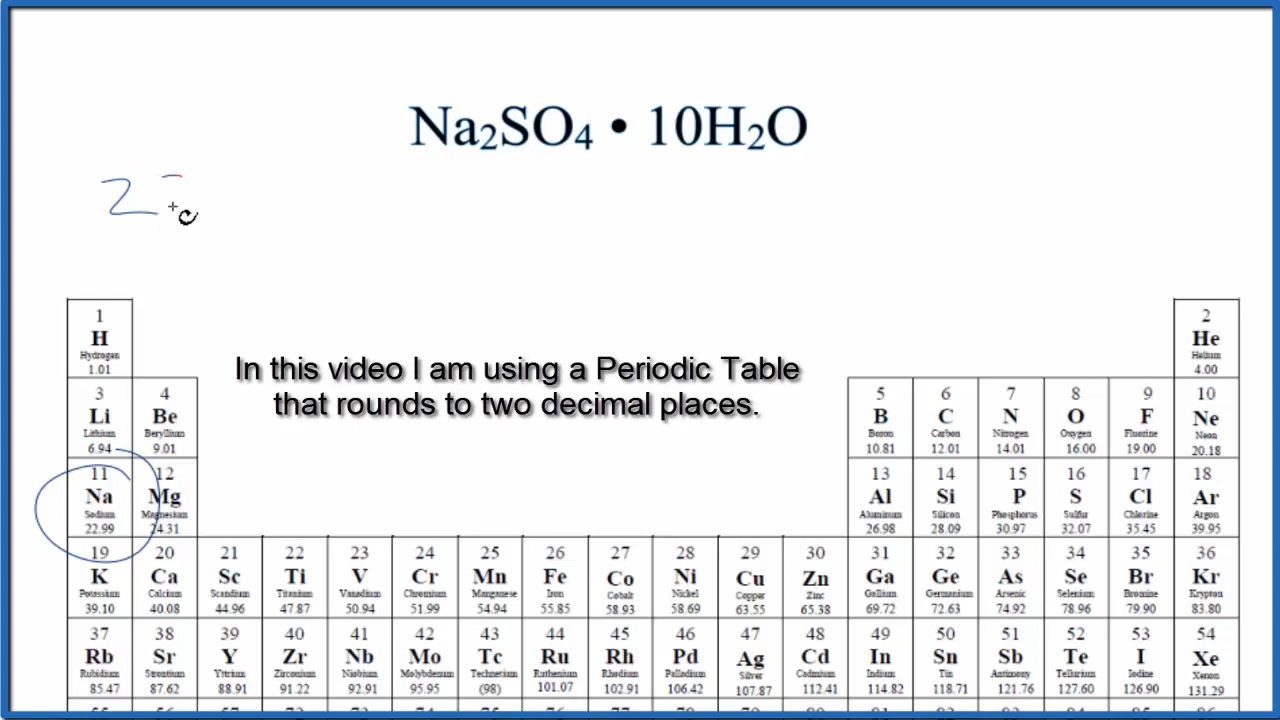 Na₂SO₄ • 10H₂O
2
In this video I am using a Periodic Table
that rounds to two decimal places.
1 2
H He
Hydrogen Helium
1.01 4.00
3 4 5 6 7 8 9 10
Li Be B C N O F Ne
Lithium Beryllium Boron Carbon Nitrogen Oxygen Fluorine Neon
6.94 9.01 10.81 12.01 14.01 16.00 19.00 20.18
11 12 13 14 15 16 17 18
Na Mg Al Si P S Cl Ar
Sodium Magnesium Aluminum Silicon Phosphorus Sulfur Chlorine Argon
22.99 24.31 26.98 28.09 30.97 32.07 35.45 39.95
19 20 21 22 23 24 25 26 27 28 29 30 31 32 33 34 35 36
K Ca Sc Ti V Cr Mn Fe Co Ni Cu Zn Ga Ge As Se Br Kr
Potassium Calcium Scandium Titanium Vanadium Chromium Manganese Iron Cobalt Nickel Copper Zinc Gallium Germanium Arsenic Selenium Bromine Krypton
39.10 40.08 44.96 47.87 50.94 51.99 54.94 55.85 58.93 58.69 63.55 65.38 69.72 72.63 74.92 78.96 79.90 83.80
37 38 39 40 41 42 43 44 45 46 47 48 49 50 51 52 53 54
Rb Sr Y Zr Nb Mo Tc Ru Rh Pd Ag Cd In Sn Sb Te I Xe
Rubidium Strontium Yttrium Zirconium Niobium Molybdenum Technetium Ruthenium Rhodium Palladium Silver Cadmium Indium Tin Antimony Tellurium Iodine Xenon
85.47 87.62 88.91 91.22 92.91 95.95 (98) 101.07 102.91 106.42 107.87 112.41 114.82 118.71 121.76 127.60 126.90 131.29